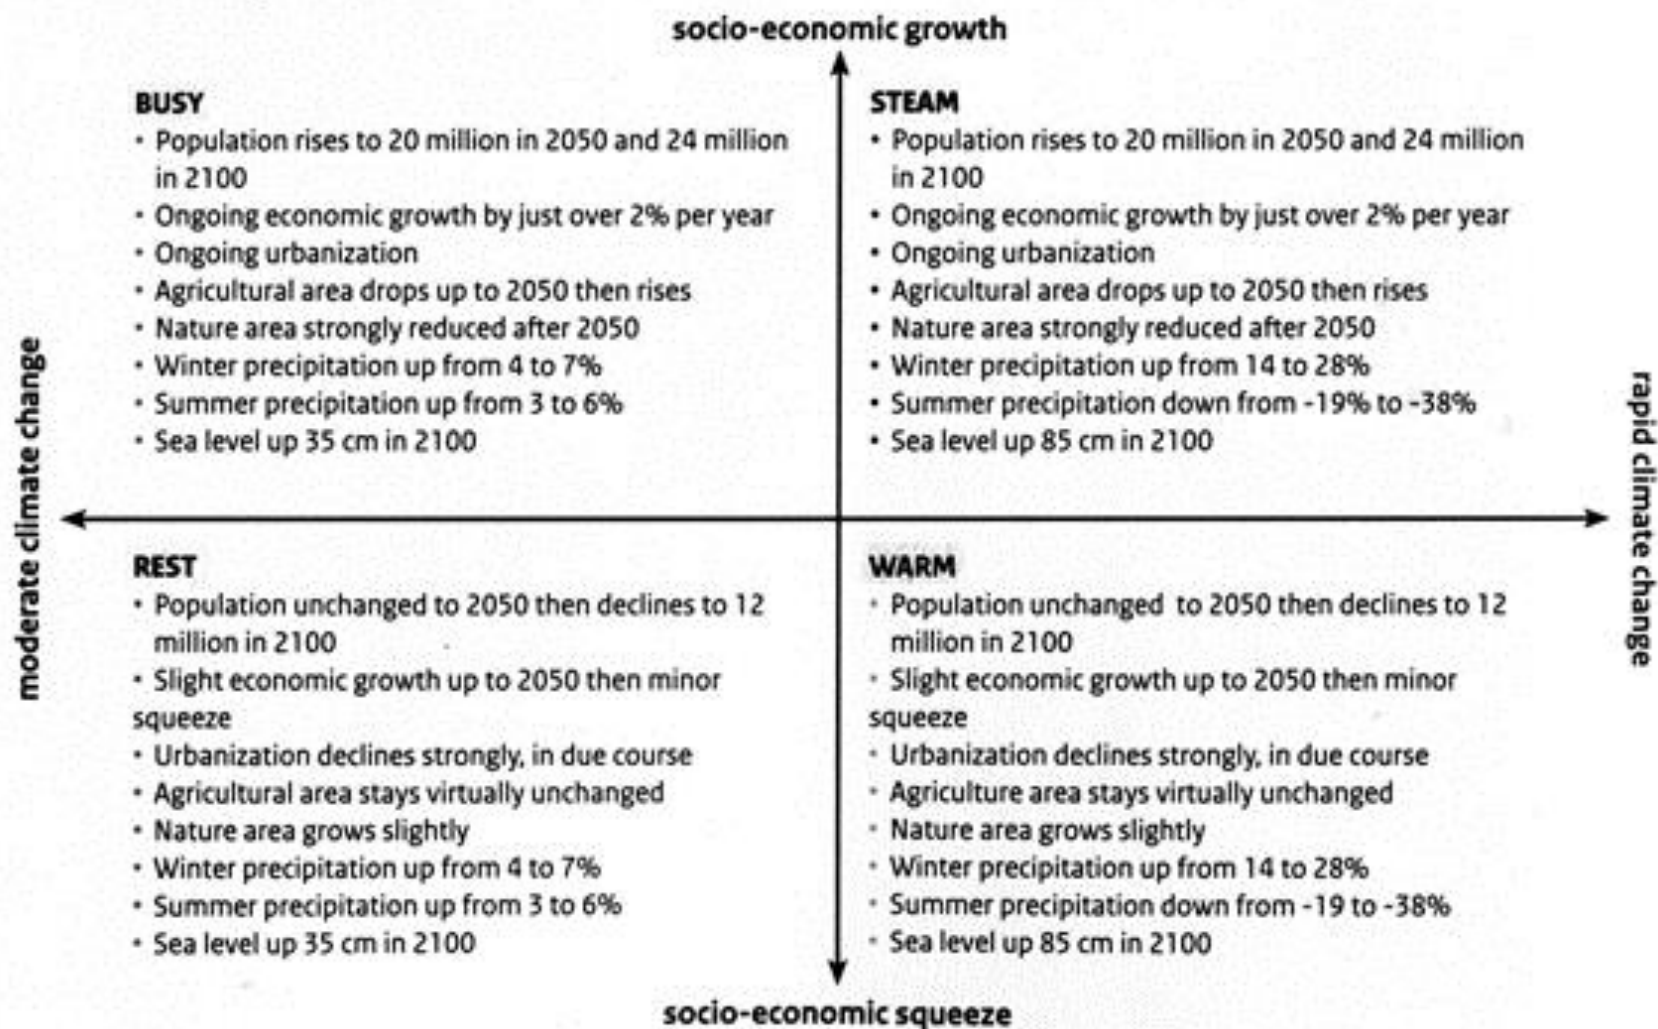 socio-economic growth
BUSY
• Population rises to 20 million in 2050 and 24 million
in 2100
• Ongoing economic growth by just over 2% per year
• Ongoing urbanization
• Agricultural area drops up to 2050 then rises
• Nature area strongly reduced after 2050
• Winter precipitation up from 4 to 7%
• Summer precipitation up from 3 to 6%
• Sea level up 35 cm in 2100
STEAM
• Population rises to 20 million in 2050 and 24 million
in 2100
• Ongoing economic growth by just over 2% per year
• Ongoing urbanization
• Agricultural area drops up to 2050 then rises
• Nature area strongly reduced after 2050
• Winter precipitation up from 14 to 28%
• Summer precipitation down from -19% to -38%
• Sea level up 85 cm in 2100
moderate climate change
rapid climate change
REST
• Population unchanged to 2050 then declines to 12
million in 2100
• Slight economic growth up to 2050 then minor
squeeze
• Urbanization declines strongly, in due course
• Agricultural area stays virtually unchanged
• Nature area grows slightly
• Winter precipitation up from 4 to 7%
• Summer precipitation up from 3 to 6%
• Sea level up 35 cm in 2100
WARM
• Population unchanged to 2050 then declines to 12
million in 2100
• Slight economic growth up to 2050 then minor
squeeze
• Urbanization declines strongly, in due course
• Agriculture area stays virtually unchanged
• Nature area grows slightly
• Winter precipitation up from 14 to 28%
• Summer precipitation down from -19 to -38%
• Sea level up 85 cm in 2100
socio-economic squeeze